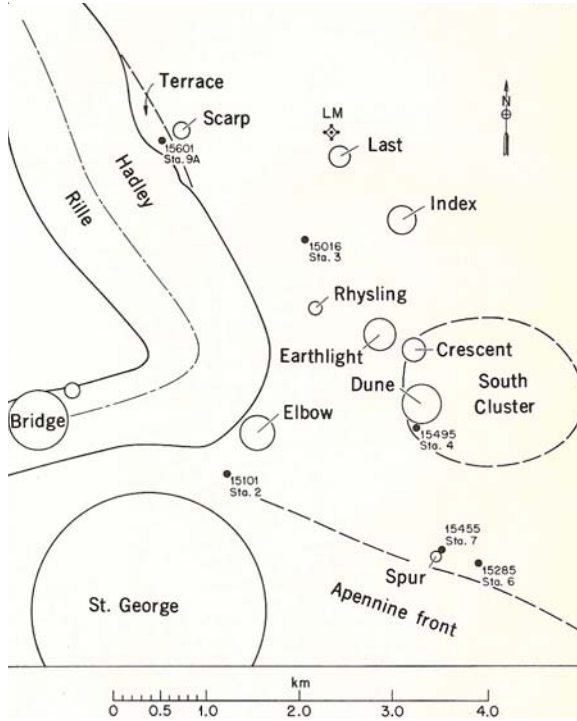 Terrace
Scarp
15601
Sta. 9A
Hadley
Rille
LM
N
Last
Index
15016
Sta. 3
Rhysling
Earthlight
Crescent
Dune
South
Cluster
15495
Sta. 4
Bridge
Elbow
15101
Sta. 2
15455
Sta. 7
15285
Sta. 6
Spur
Apennine front
St. George
km
0.0 0.5 1.0 2.0 3.0 4.0